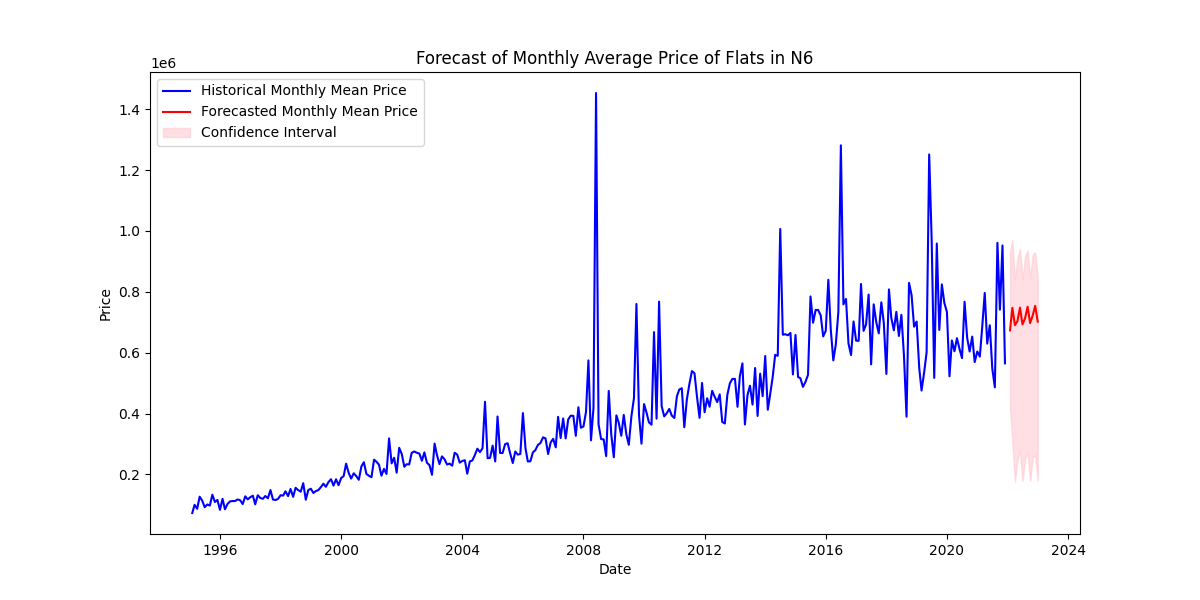 Forecast of Monthly Average Price of Flats in N6
1e6
Historical Monthly Mean Price
Forecasted Monthly Mean Price
Confidence Interval
1.4
1.2
1.0
0.8
0.6
0.4
0.2
Price
1996 2000 2004 2008 2012 2016 2020 2024
Date